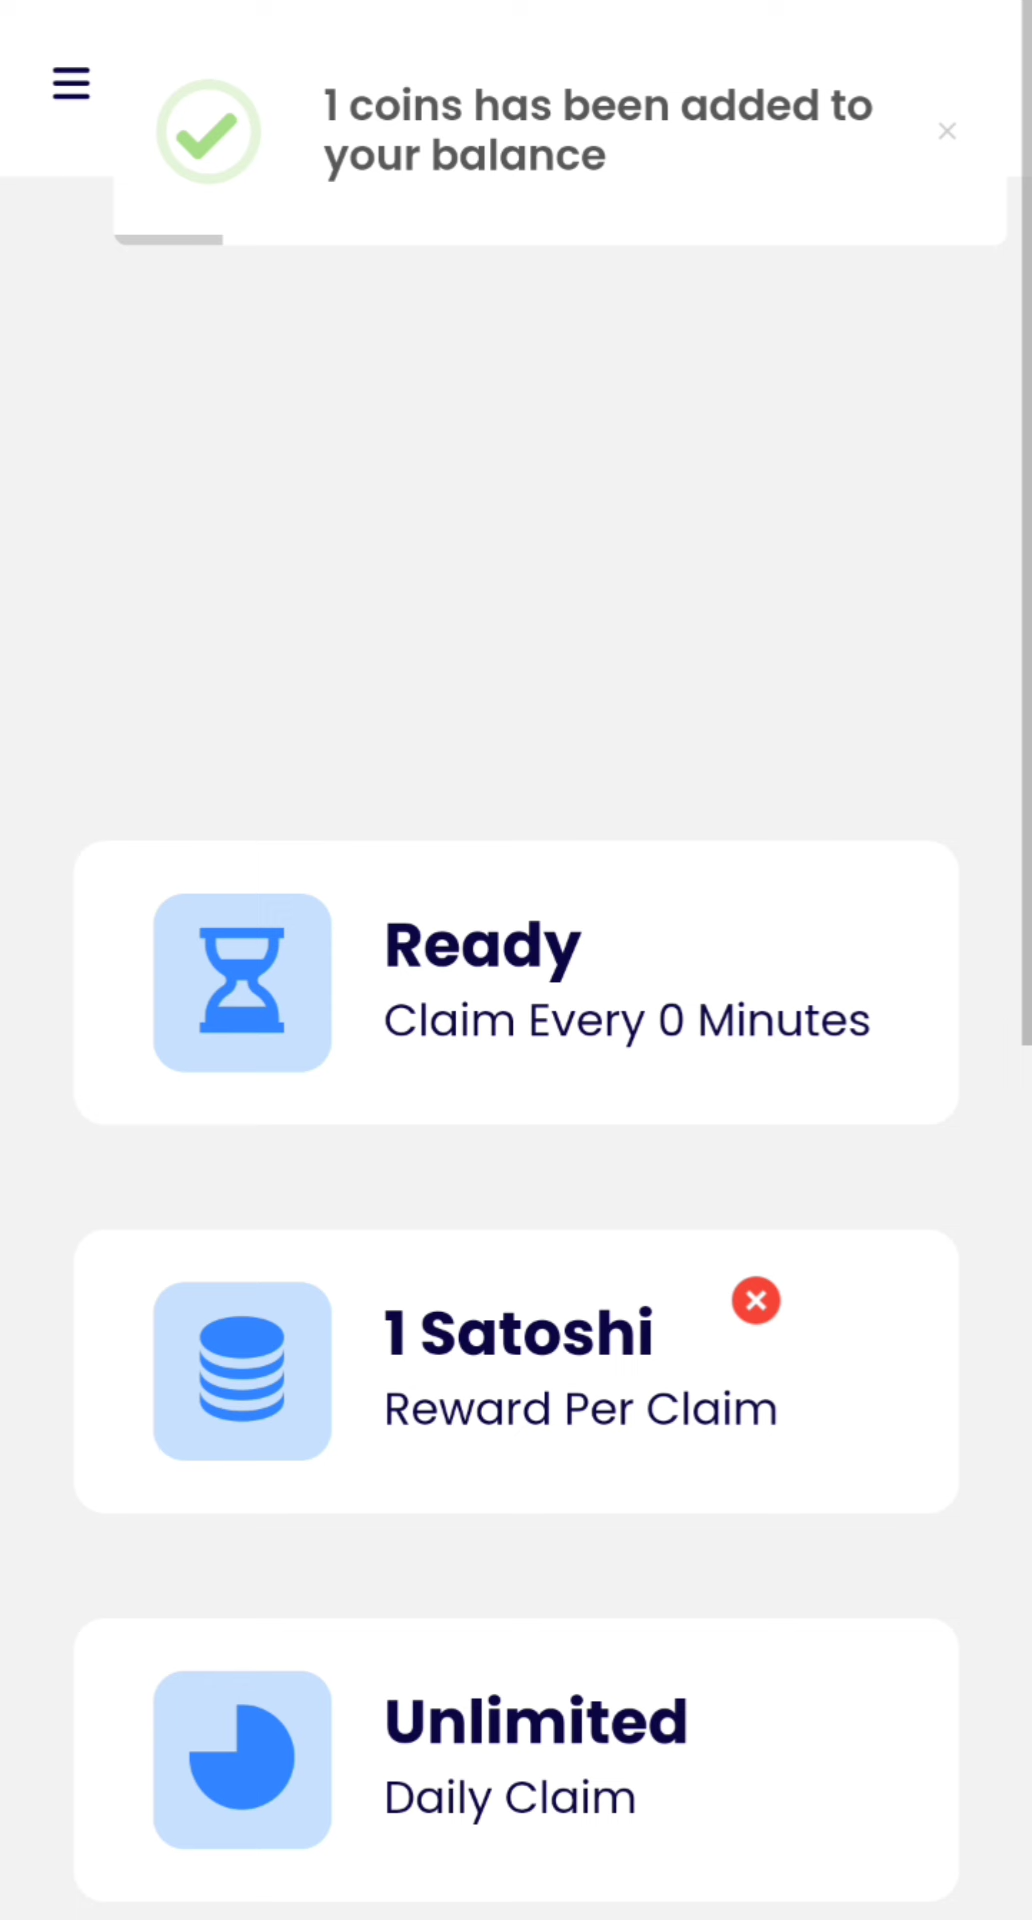 1 coins has been added to
your balance
Ready
Claim Every 0 Minutes
1 Satoshi
Reward Per Claim
Unlimited
Daily Claim